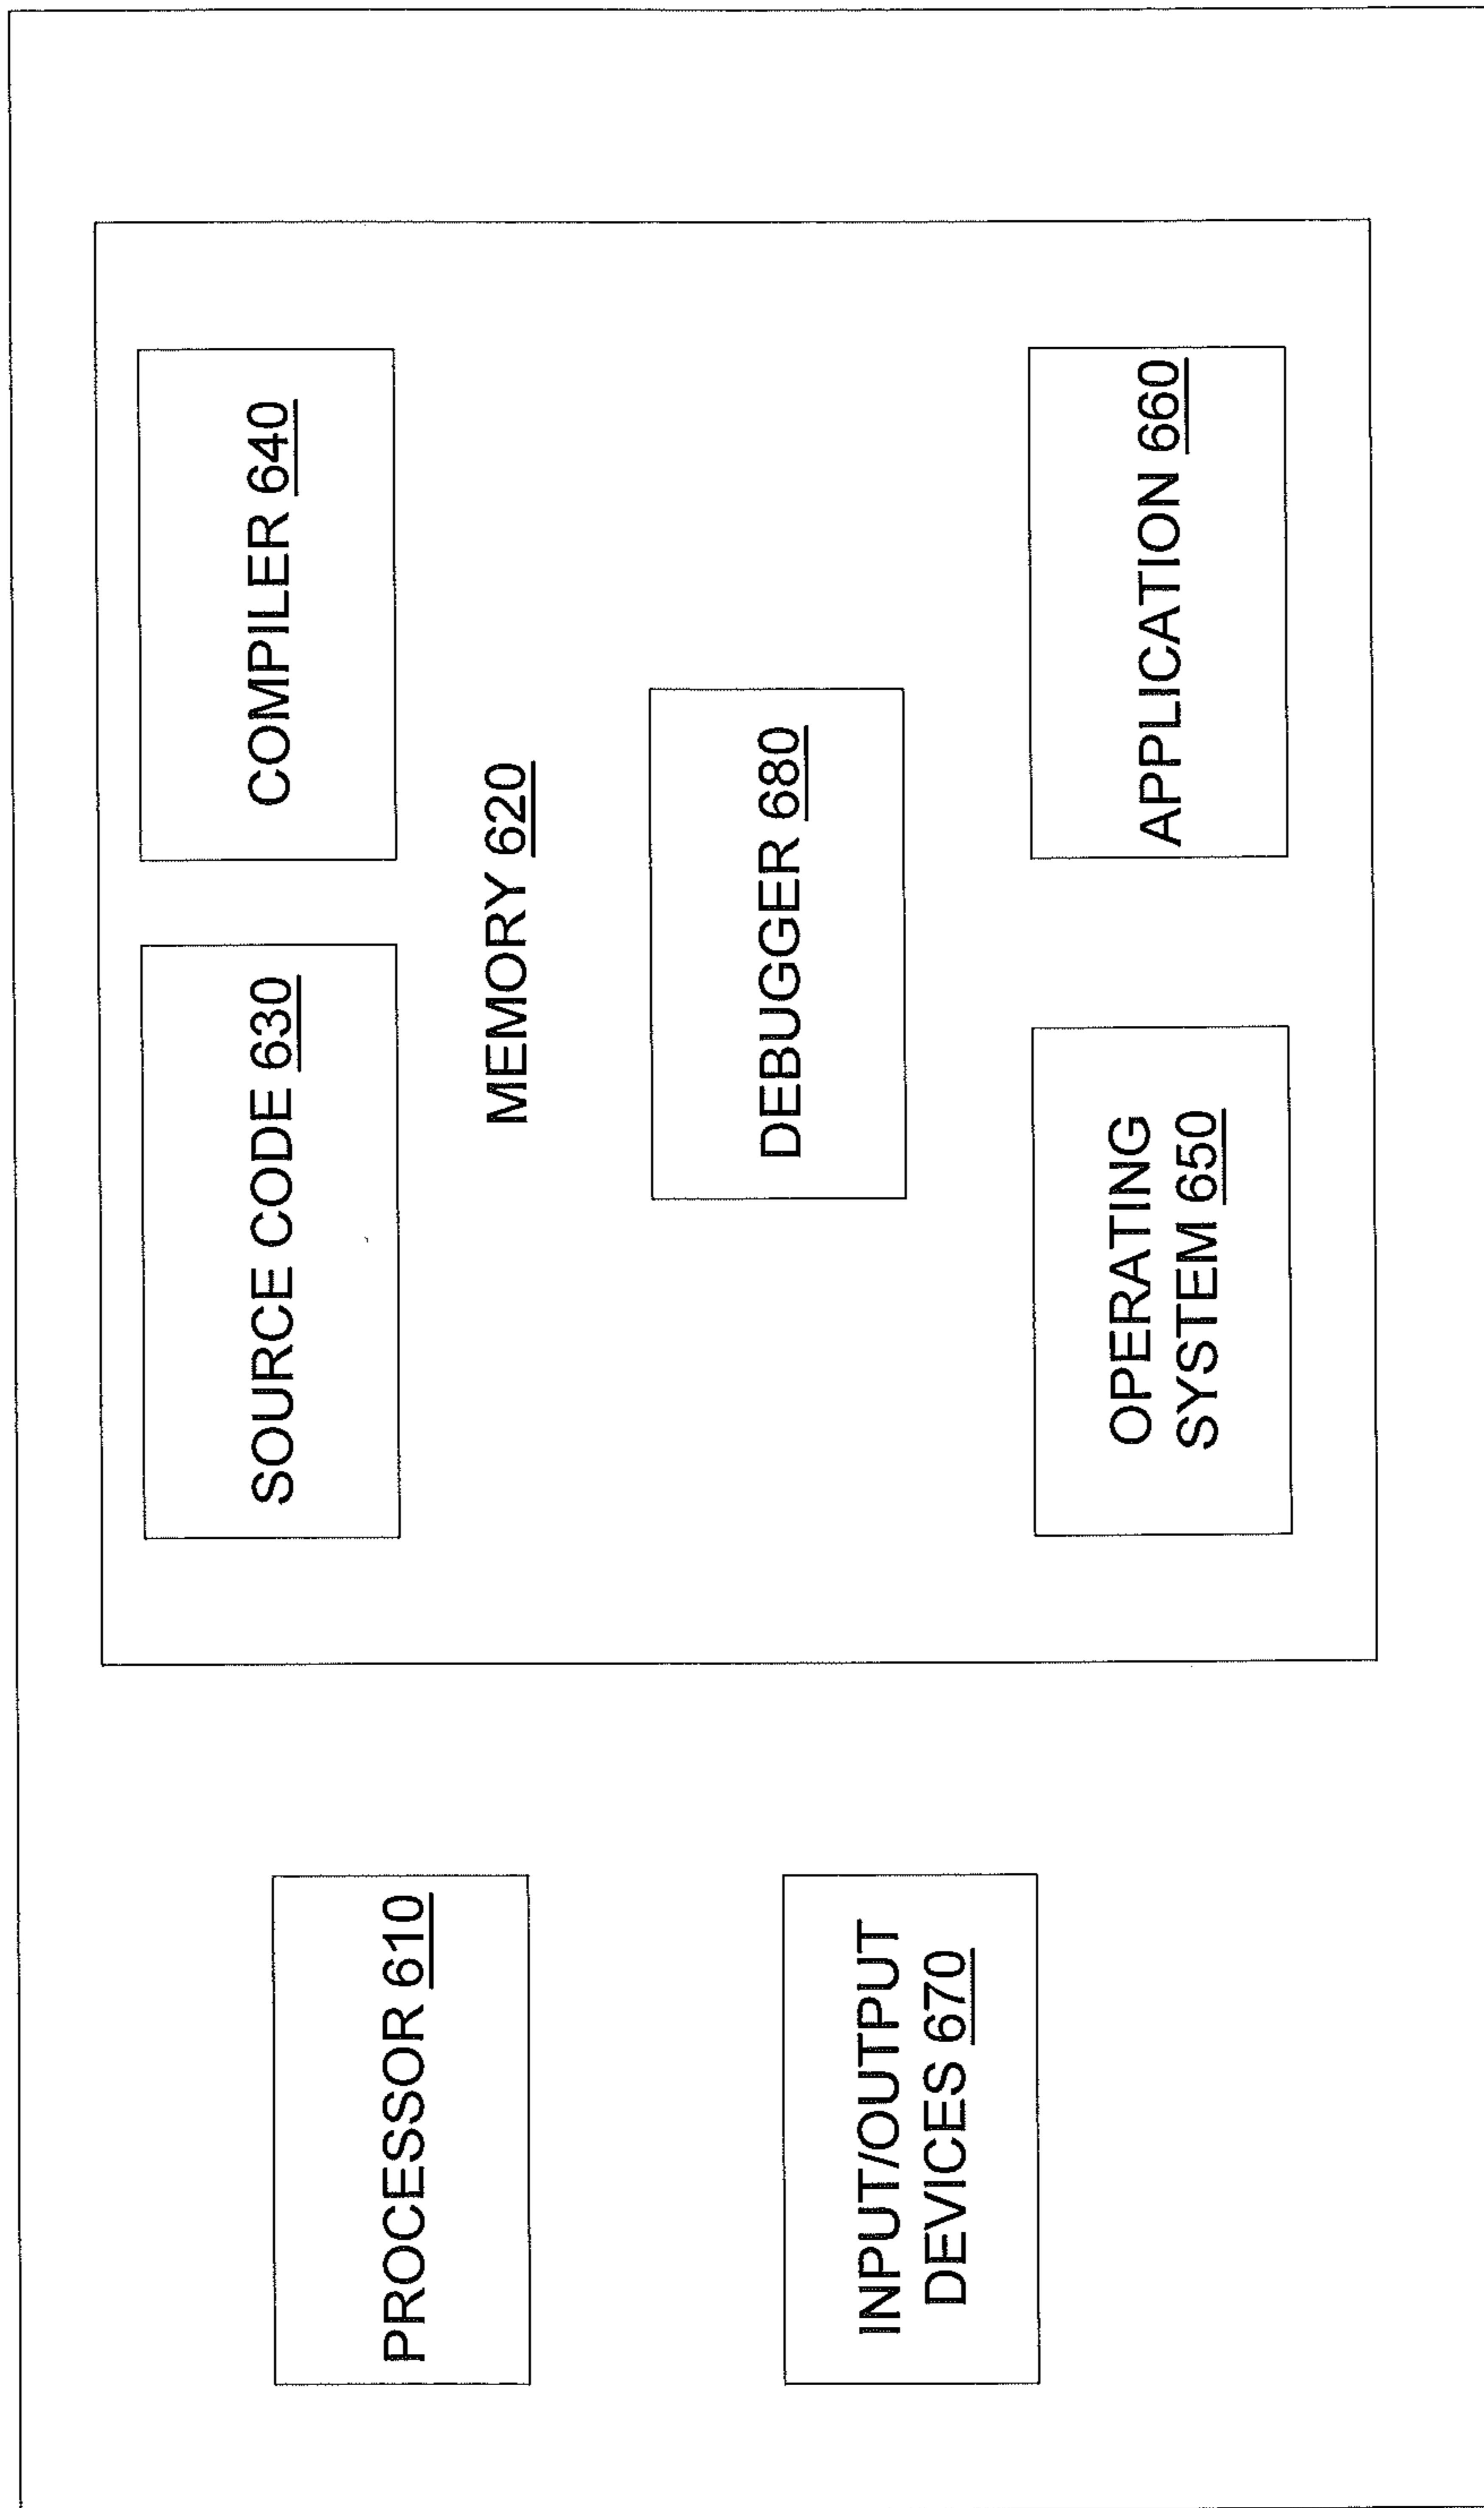 PROCESSOR 610
INPUT/OUTPUT
DEVICES 670
SOURCE CODE 630
COMPILER 640
MEMORY 620
DEBUGGER 680
OPERATING
SYSTEM 650
APPLICATION 660